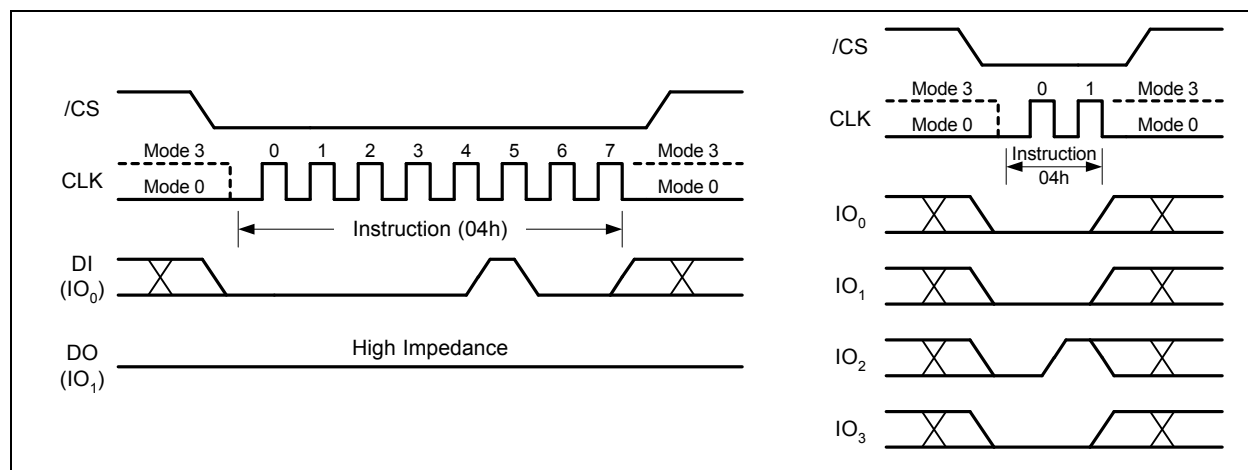 /CS
Mode 3 0 1 2 3 4 5 6 7 Mode 3
CLK Mode 0 Mode 0
Instruction (04h)
DI
(IO0)
High Impedance
DO
(IO1)
/CS
Mode 3 0 1 Mode 3
CLK Mode 0 Mode 0
Instruction
04h
IO0
IO1
IO2
IO3